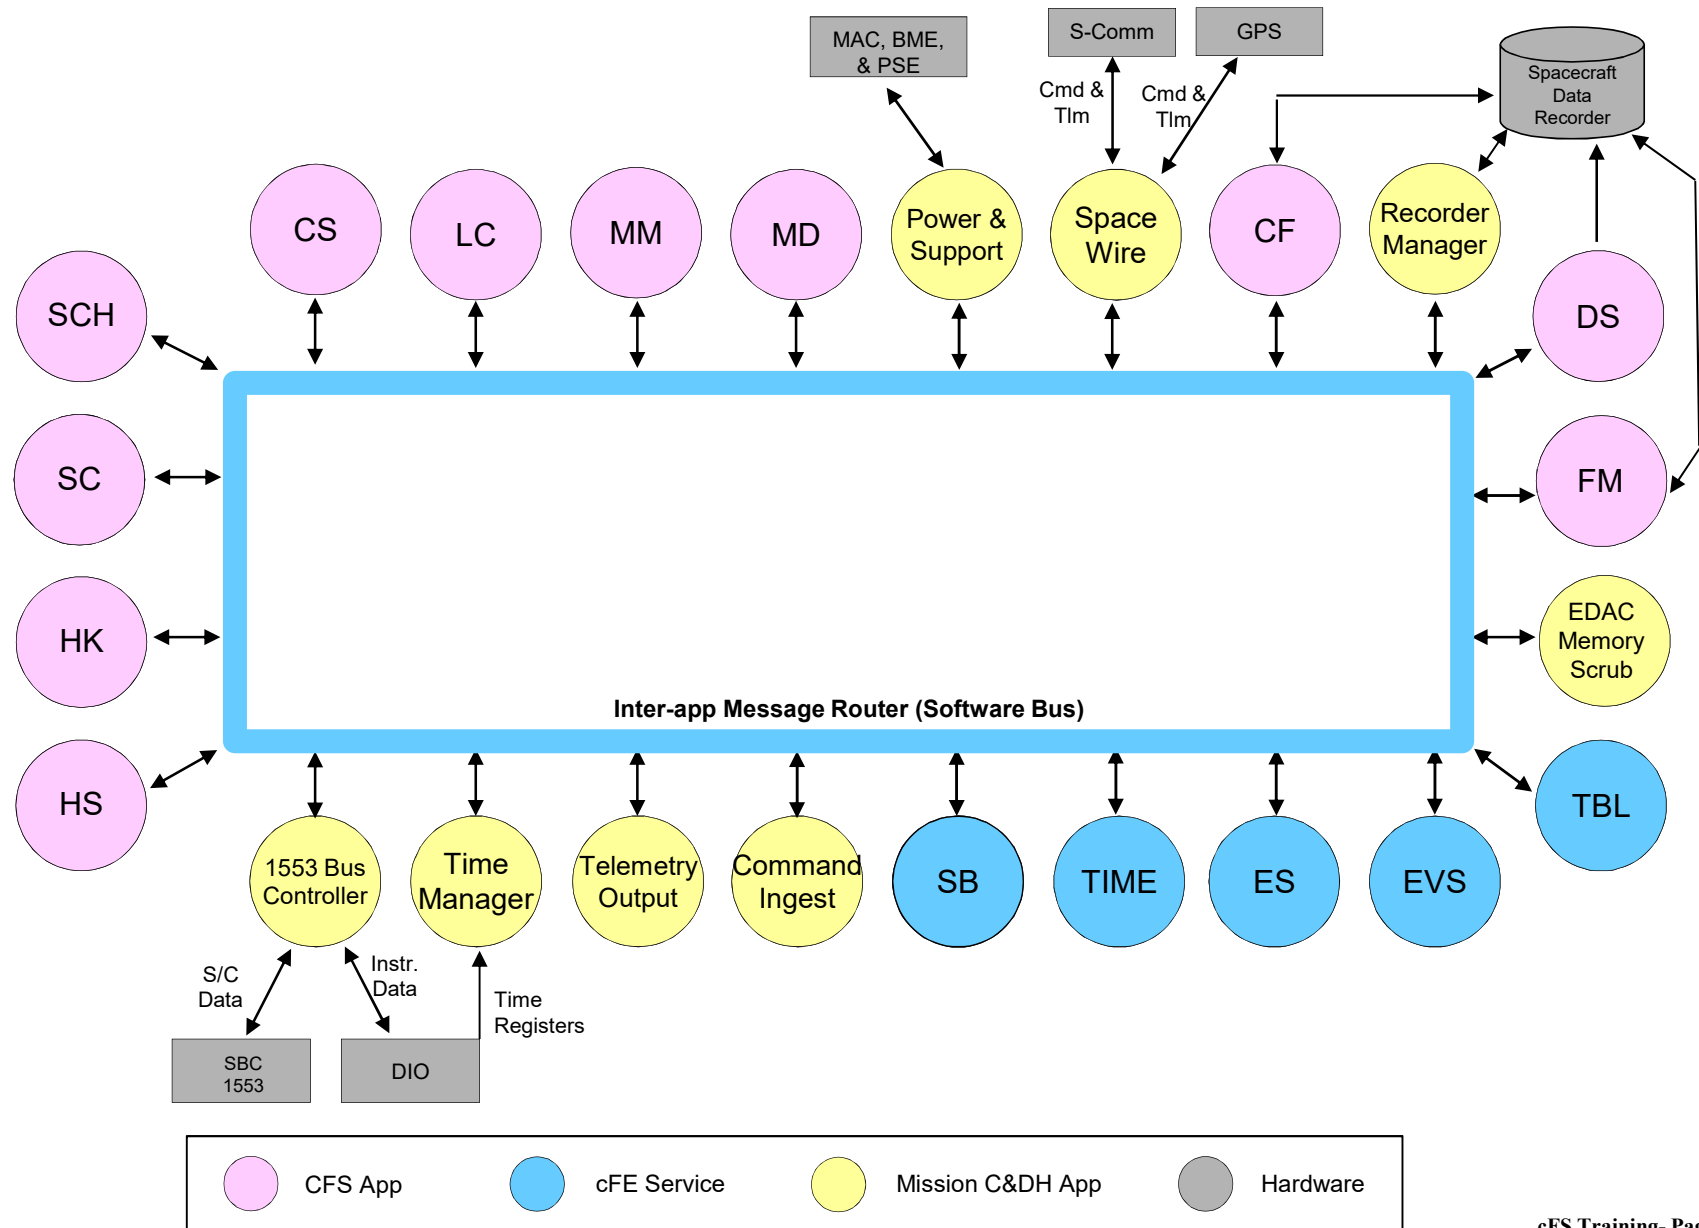 MAC, BME,
& PSE
S-Comm
GPS
Spacecraft
Data
Recorder
Cmd &
Tlm
Cmd &
Tlm
CS
LC
MM
MD
Power &
Support
Space
Wire
CF
Recorder
Manager
SCH
DS
SC
FM
HK
EDAC
Memory
Scrub
Inter-app Message Router (Software Bus)
HS
TBL
1553 Bus
Controller
Time
Manager
Telemetry
Output
Command
Ingest
SB
TIME
ES
EVS
S/C
Data
Instr.
Data
Time
Registers
SBC
1553
DIO
CFS App
cFE Service
Mission C&DH App
Hardware
cFS Training- Pag